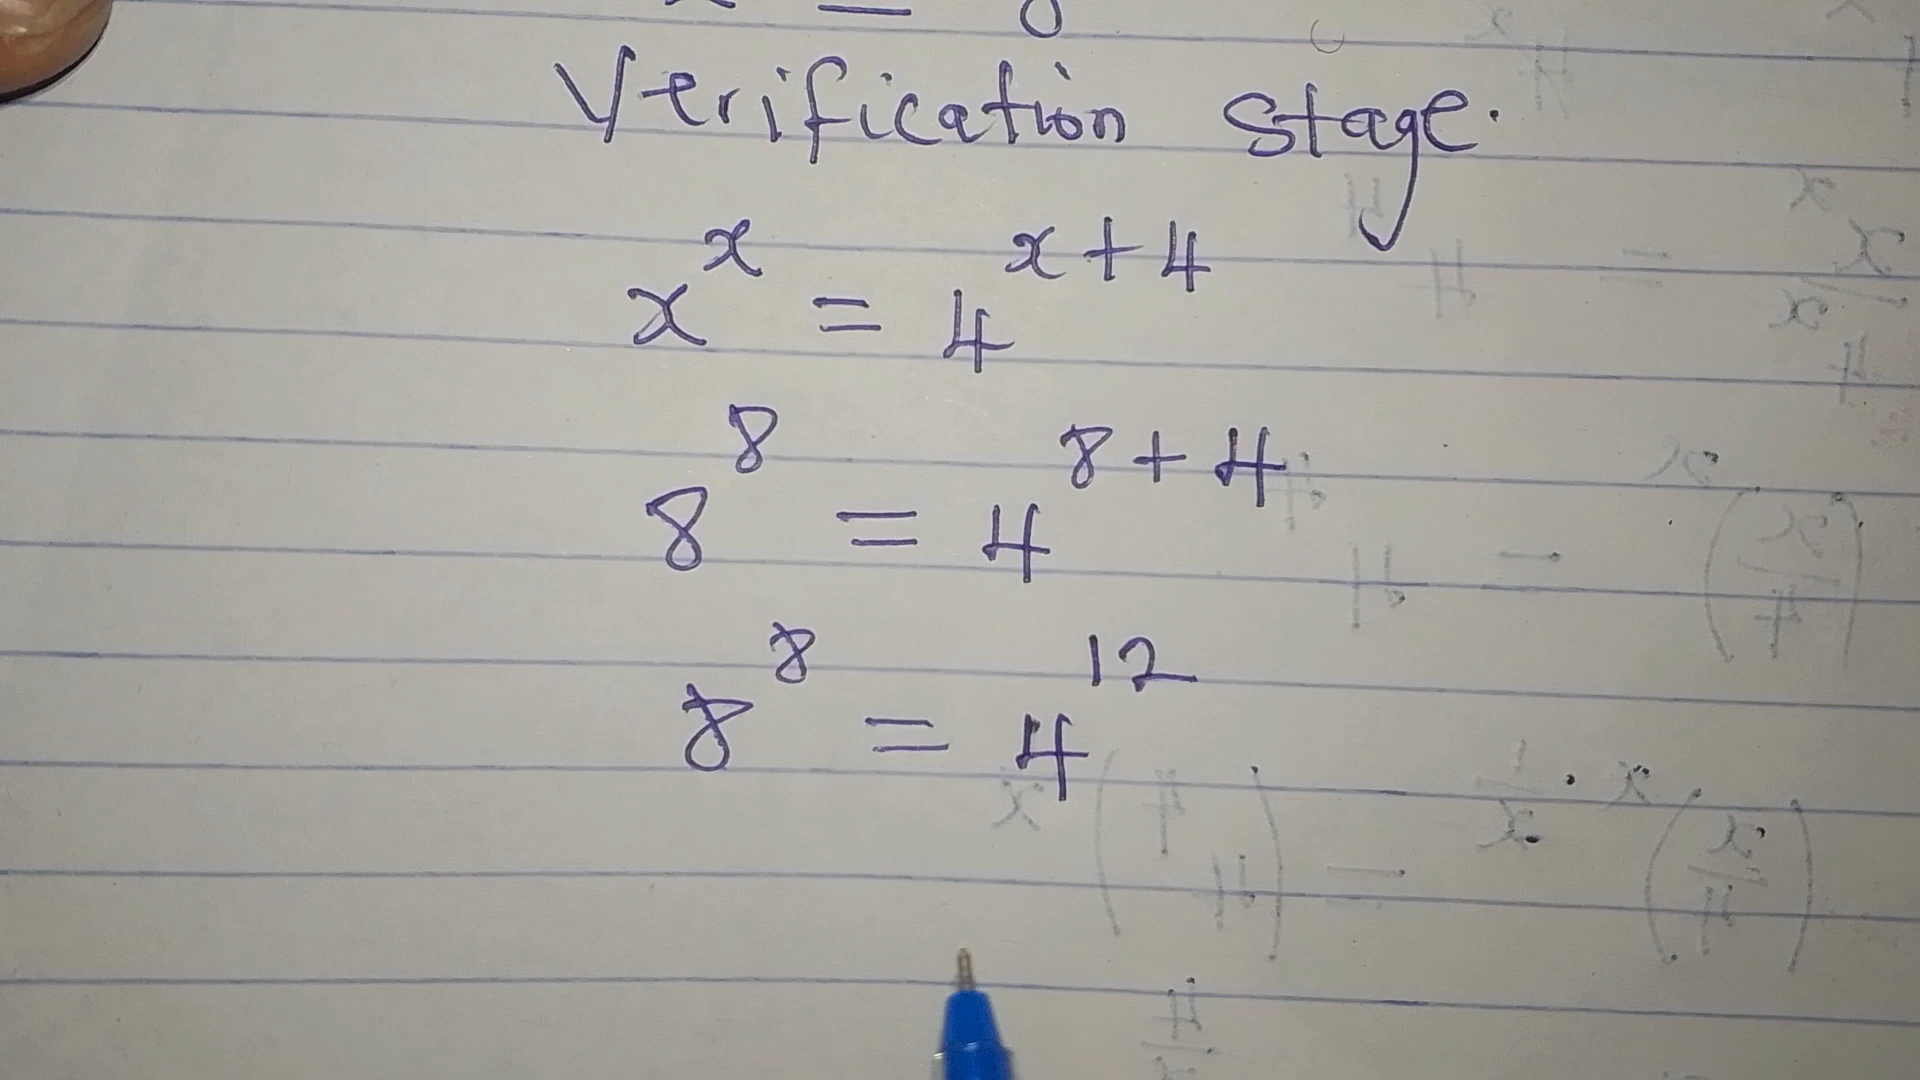 Verification stage.
x^x = 4^{x+4}
8^8 = 4^{8+4}
8^8 = 4^{12}